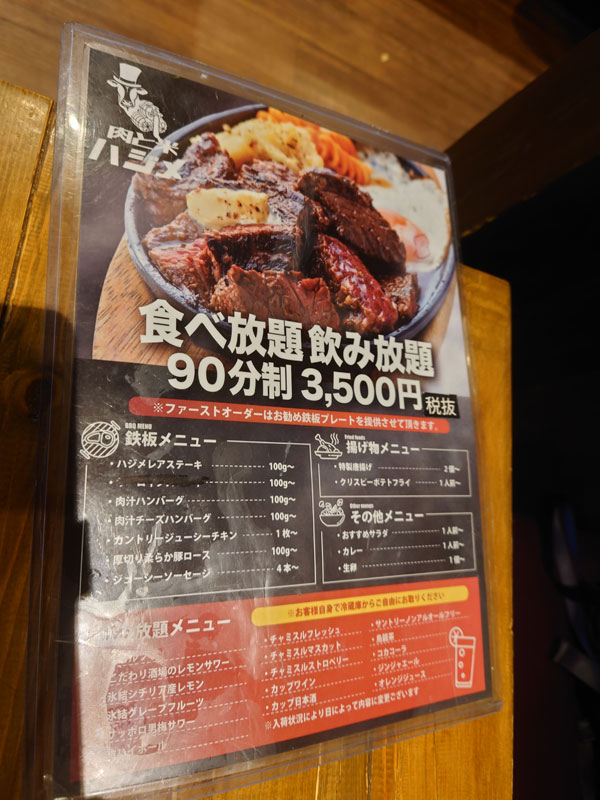 肉と米
ハジメ
食べ放題 飲み放題
90分制 3,500円 税抜
※ファーストオーダーはお勧め鉄板プレートを提供させて頂きます。
BBQ MENU
鉄板メニュー
・ハジメレアステーキ 100g〜
100g〜
・肉汁ハンバーグ 100g〜
・肉汁チーズハンバーグ 100g〜
・カントリージューシーチキン 1枚〜
・厚切り柔らか豚ロース 100g〜
・ジューシーソーセージ 4本〜
Fried foods
揚げ物メニュー
・特製唐揚げ 2個〜
・クリスピーポテトフライ 1人前〜
Other menus
その他メニュー
・おすすめサラダ 1人前〜
・カレー 1人前〜
・生卵 1個〜
放題メニュー
※お客様自身で冷蔵庫からご自由にお取りください
こだわり酒場のレモンサワー
氷結シチリア産レモン
氷結グレープフルーツ
サッポロ男梅サワー
ハイボール
・チャミスルフレッシュ
・チャミスルマスカット
・チャミスルストロベリー
・カップワイン
・カップ日本酒
・サントリーノンアルオールフリー
・烏龍茶
・コカコーラ
・ジンジャエール
・オレンジジュース
※入荷状況により日によって内容に変更ございます